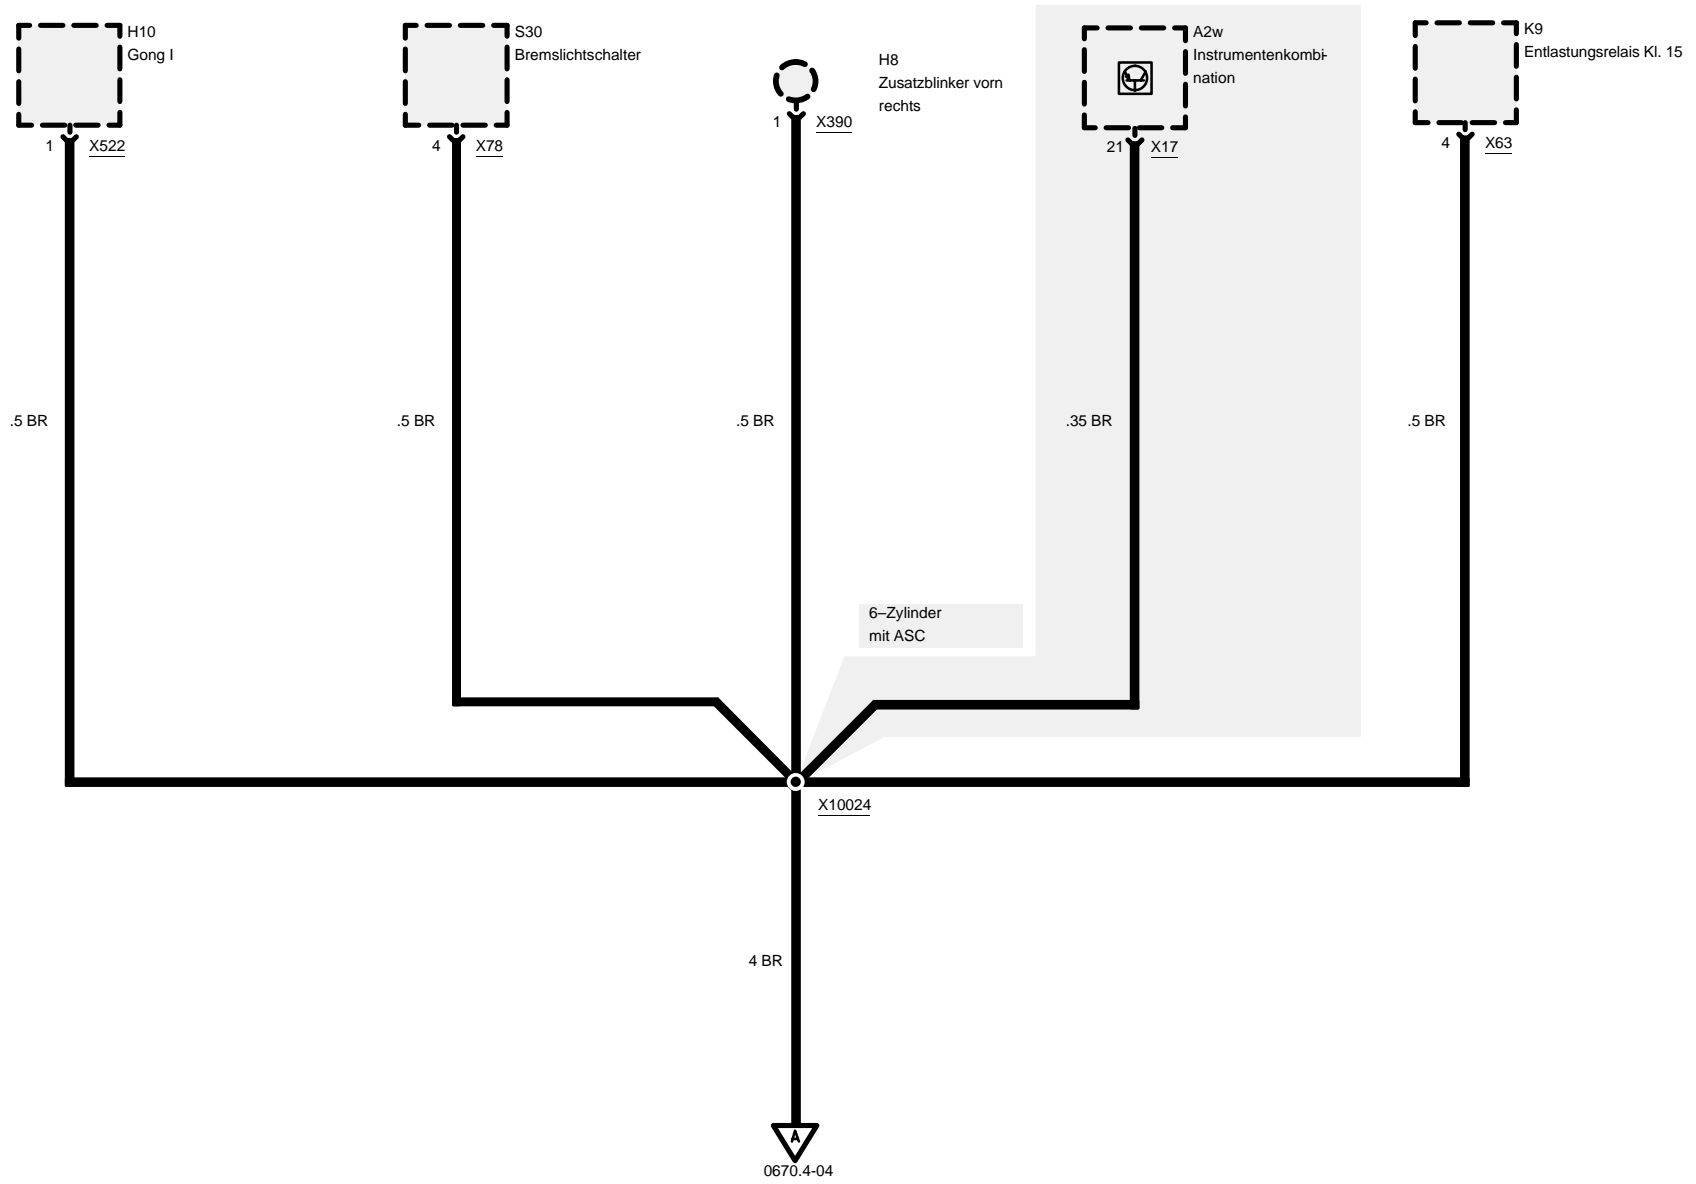 H10
Gong I
1
X522
S30
Bremslichtschalter
4
X78
H8
Zusatzblinker vorn
rechts
1
X390
A2w
Instrumentenkombi-
nation
21
X17
K9
Entlastungsrelais Kl. 15
4
X63
.5 BR
.5 BR
.5 BR
.35 BR
.5 BR
6–Zylinder
mit ASC
X10024
4 BR
A
0670.4-04